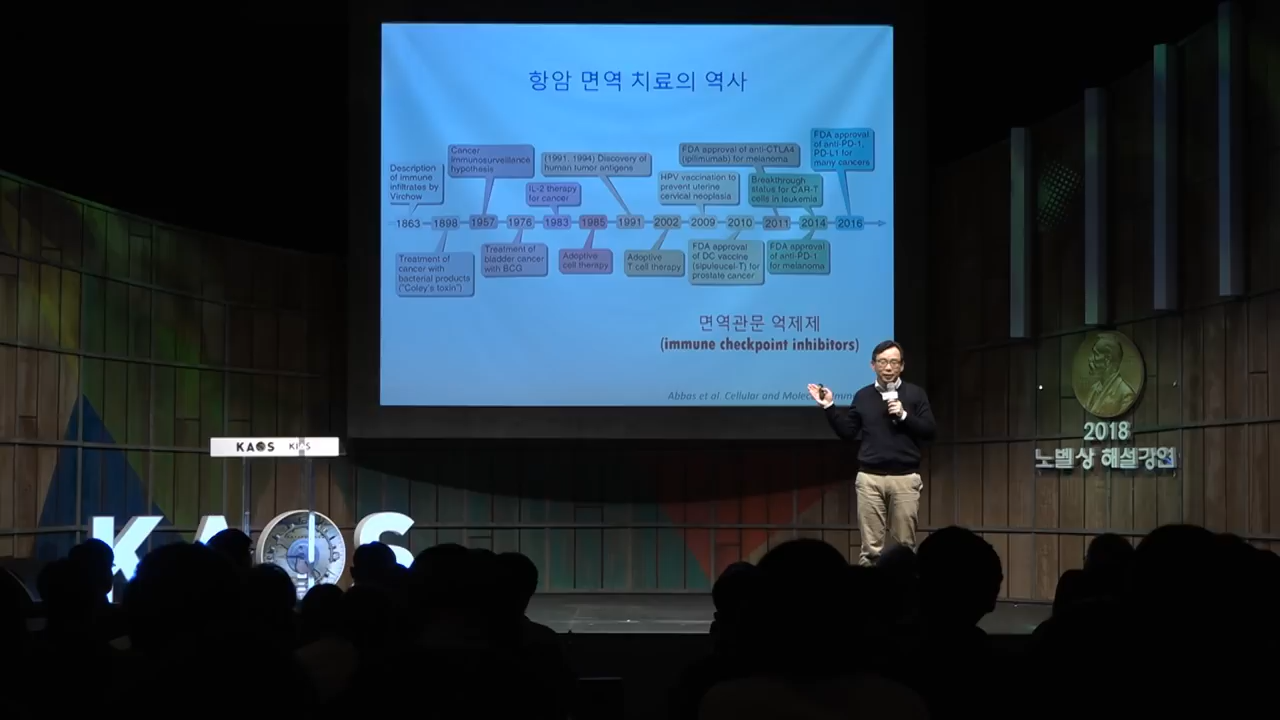 항암 면역 치료의 역사
FDA approval
of anti-PD-1,
PD-L1 for
many cancers
Cancer
immunosurveillance
hypothesis
(1991, 1994) Discovery of
human tumor antigens
FDA approval of anti-CTLA4
(ipilimumab) for melanoma
Description
of immune
infiltrates by
Virchow
IL-2 therapy
for cancer
HPV vaccination to
prevent uterine
cervical neoplasia
Breakthrough
status for CAR-T
cells in leukemia
1863 1898 1957 1976 1983 1985 1991 2002 2009 2010 2011 2014 2016
Treatment of
cancer with
bacterial products
("Coley's toxin")
Treatment of
bladder cancer
with BCG
Adoptive
cell therapy
Adoptive
T cell therapy
FDA approval
of DC vaccine
(sipuleucel-T) for
prostate cancer
FDA approval
of anti-PD-1
for melanoma
면역관문 억제제
(immune checkpoint inhibitors)
Abbas et al. Cellular and
KAOS KIAS
KAOS
2018
노벨상 해설강연